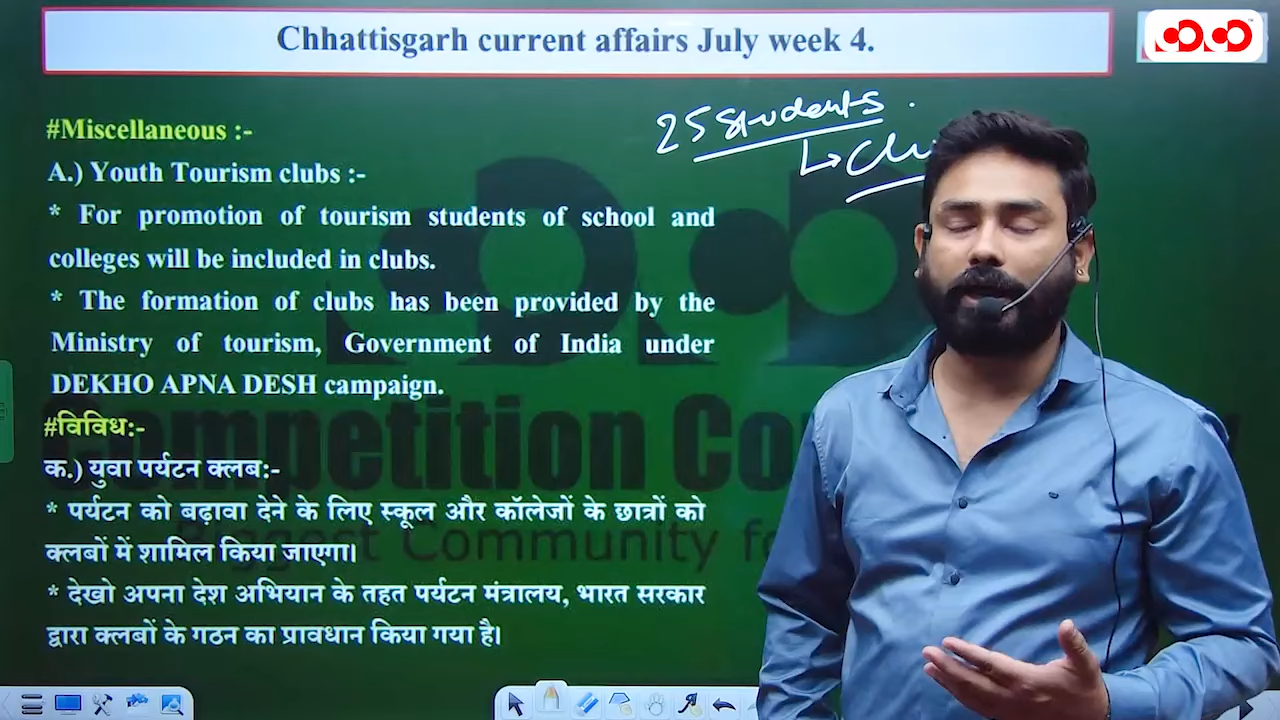 Chhattisgarh current affairs July week 4.
25 students
#Miscellaneous :-
A.) Youth Tourism clubs :-
* For promotion of tourism students of school and
colleges will be included in clubs.
* The formation of clubs has been provided by the
Ministry of tourism, Government of India under
DEKHO APNA DESH campaign.
#विविध:-
क.) युवा पर्यटन क्लब:-
* पर्यटन को बढ़ावा देने के लिए स्कूल और कॉलेजों के छात्रों को
क्लबों में शामिल किया जाएगा।
* देखो अपना देश अभियान के तहत पर्यटन मंत्रालय, भारत सरकार
द्वारा क्लबों के गठन का प्रावधान किया गया है।
Competition
Biggest Community